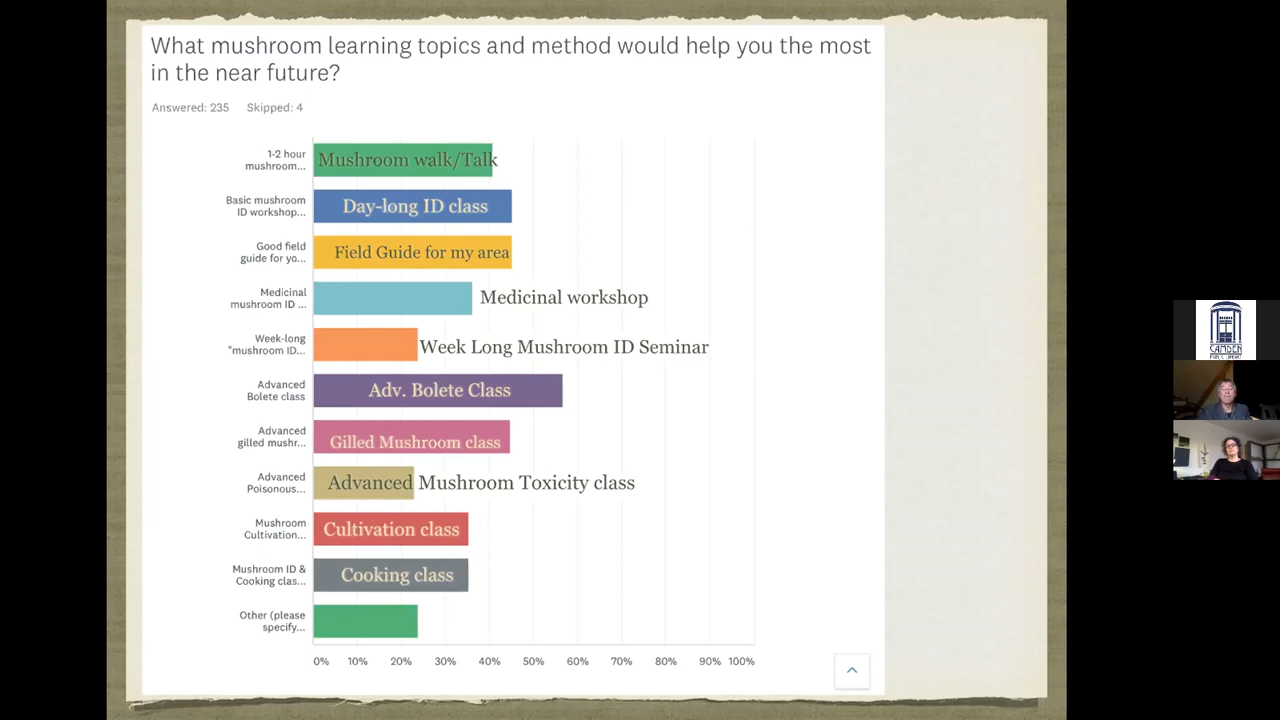 What mushroom learning topics and method would help you the most
in the near future?
Answered: 235 Skipped: 4
1-2 hour
mushroom...
Mushroom walk/Talk
Basic mushroom
ID workshop...
Day-long ID class
Good field
guide for yo...
Field Guide for my area
Medicinal
mushroom ID ...
Medicinal workshop
Week-long
"mushroom ID...
Week Long Mushroom ID Seminar
Advanced
Bolete class
Adv. Bolete Class
Advanced
gilled mushr...
Gilled Mushroom class
Advanced
Poisonous...
Advanced Mushroom Toxicity class
Mushroom
Cultivation...
Cultivation class
Mushroom ID &
Cooking clas...
Cooking class
Other (please
specify...
0% 10% 20% 30% 40% 50% 60% 70% 80% 90% 100%
CAMDEN
PUBLIC LIBRARY